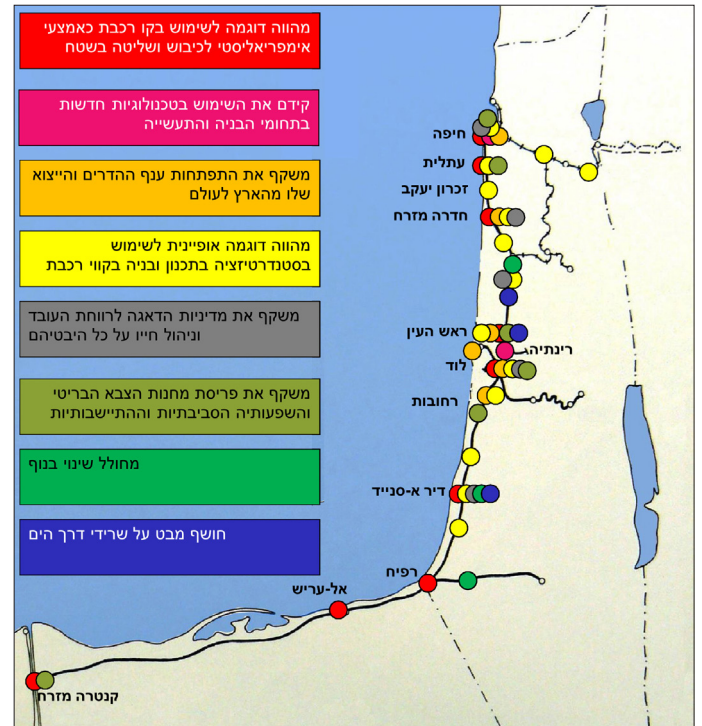 מהווה דוגמה לשימוש בקו רכבת כאמצעי
אימפריאליסטי לכיבוש ושליטה בשטח
קידם את השימוש בטכנולוגיות חדשות
בתחומי הבניה והתעשייה
משקף את התפתחות ענף ההדרים והייצוא
שלו מהארץ לעולם
מהווה דוגמה אופיינית לשימוש
בסטנדרטיזציה בתכנון ובניה בקווי רכבת
משקף את מדיניות הדאגה לרווחת העובד
וניהול חייו על כל היבטיהם
משקף את פריסת מחנות הצבא הבריטי
והשפעותיה הסביבתיות וההתיישבותיות
מחולל שינוי בנוף
חושף מבט על שרידי דרך הים
חיפה
עתלית
זכרון יעקב
חדרה מזרח
ראש העין
רינתיה
לוד
רחובות
דיר א-סנייד
רפיח
אל-עריש
קנטרה מזרח